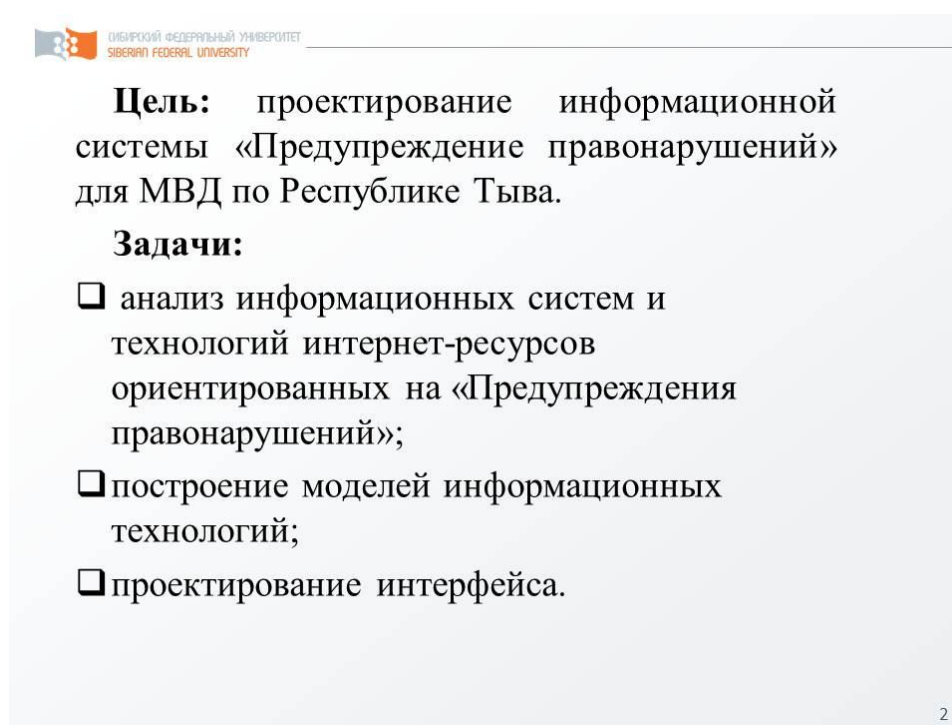 СИБИРСКИЙ ФЕДЕРАЛЬНЫЙ УНИВЕРСИТЕТ
SIBERIAN FEDERAL UNIVERSITY
Цель: проектирование информационной
системы «Предупреждение правонарушений»
для МВД по Республике Тыва.
Задачи:
анализ информационных систем и
технологий интернет-ресурсов
ориентированных на «Предупреждения
правонарушений»;
построение моделей информационных
технологий;
проектирование интерфейса.
2